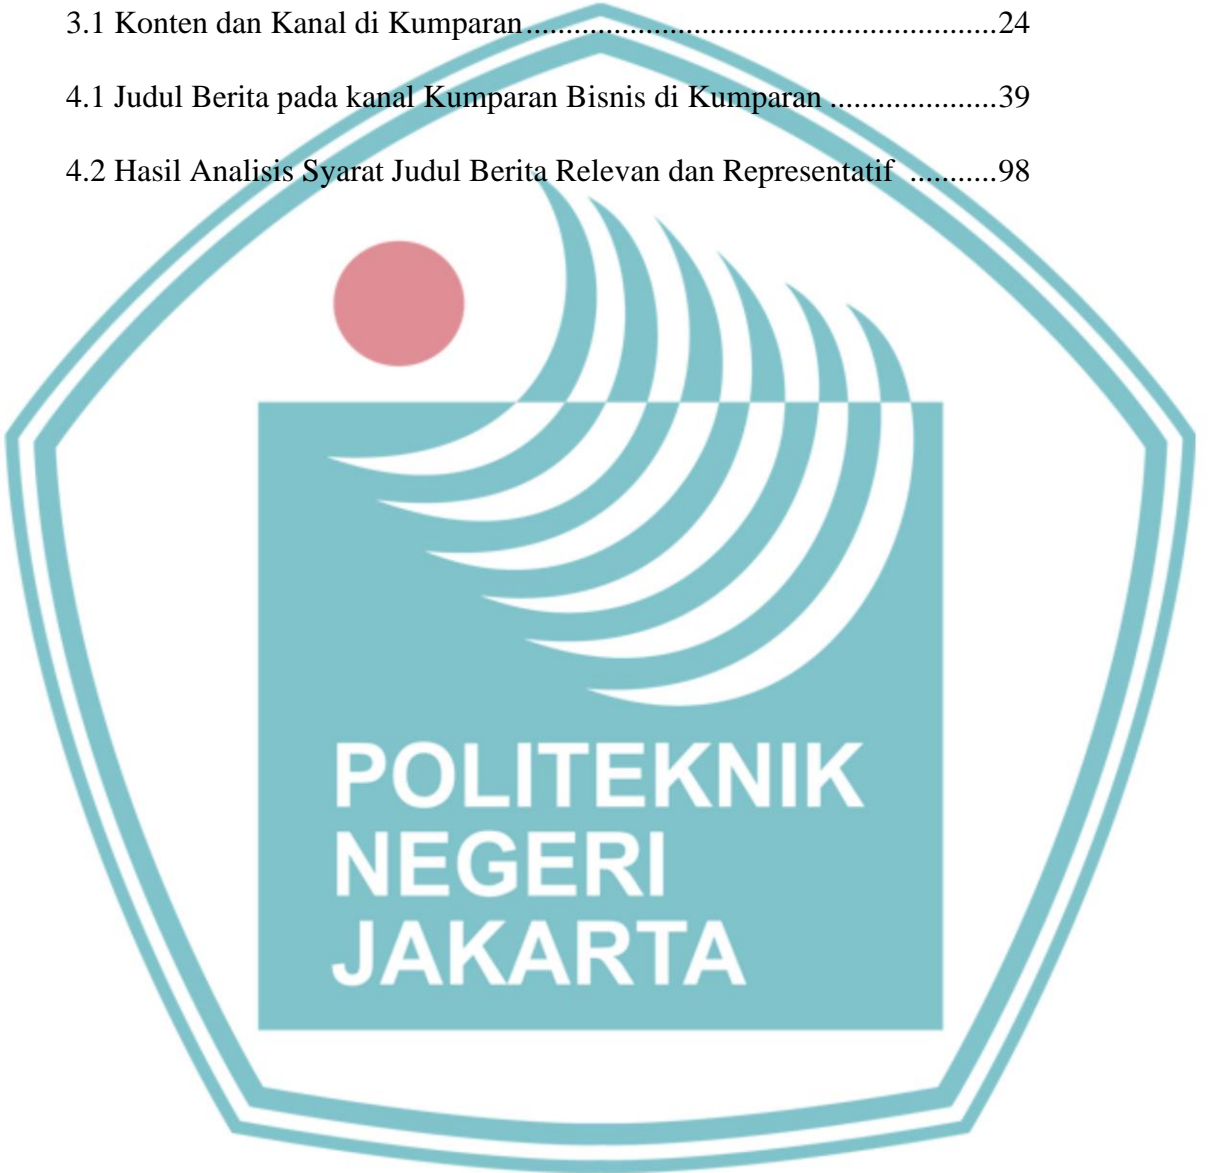 3.1 Konten dan Kanal di Kumparan............................................................24
4.1 Judul Berita pada kanal Kumparan Bisnis di Kumparan .....................39
4.2 Hasil Analisis Syarat Judul Berita Relevan dan Representatif ...........98
POLITEKNIK
NEGERI
JAKARTA